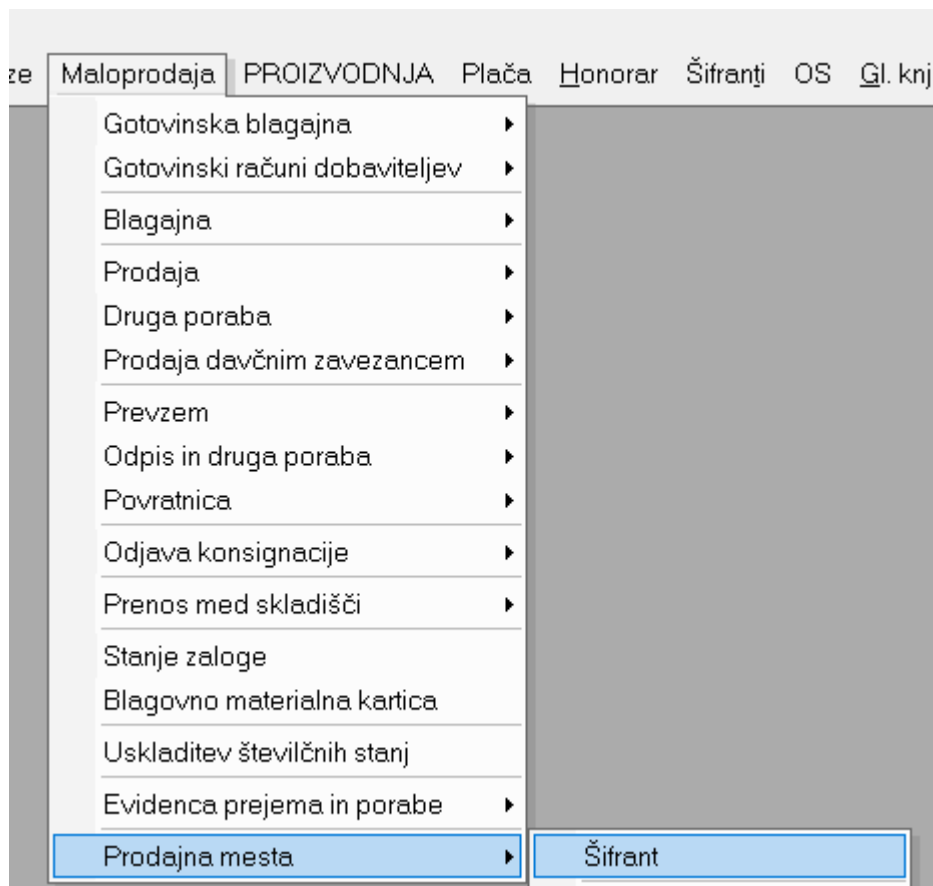 ze Maloprodaja PROIZVODNJA Plača Honorar Šifranti OS Gl. knj
Gotovinska blagajna
Gotovinski računi dobaviteljev
Blagajna
Prodaja
Druga poraba
Prodaja davčnim zavezancem
Prevzem
Odpis in druga poraba
Povratnica
Odjava konsignacije
Prenos med skladišči
Stanje zaloge
Blagovno materialna kartica
Uskladitev številčnih stanj
Evidenca prejema in porabe
Prodajna mesta Šifrant